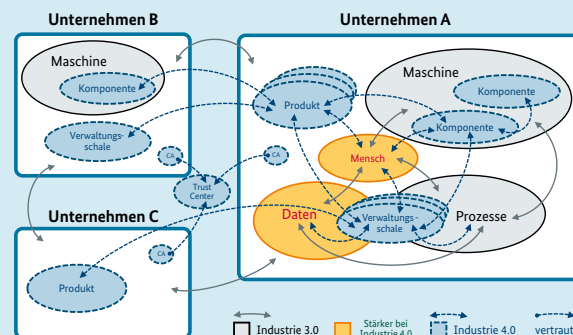 Unternehmen B
Unternehmen A
Maschine
Komponente
Verwaltungs-
schale
CA
Trust
Center
CA
Produkt
Maschine
Komponente
Komponente
Mensch
Daten
Verwaltungs-
schale
Prozesse
Unternehmen C
CA
Produkt
Industrie 3.0
Stärker bei
Industrie 4.0
Industrie 4.0
vertraut